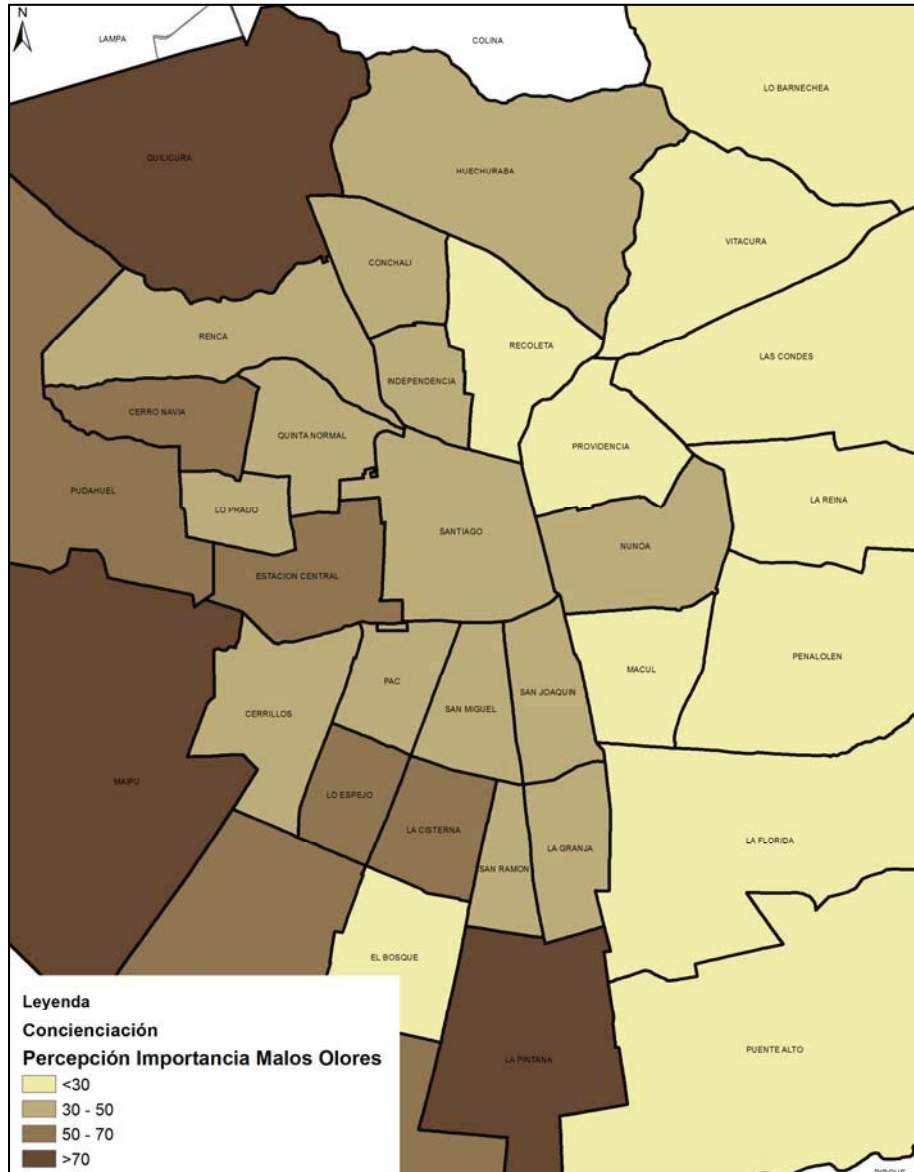 N
LAMPA
COLINA
LO BARNECHEA
QUILICURA
HUECHURABA
VITACURA
CONCHALI
RENCA
RECOLETA
LAS CONDES
INDEPENDENCIA
CERRO NAVIA
QUINTA NORMAL
PROVIDENCIA
PUDAHUEL
LA REINA
LO PRADO
SANTIAGO
NUNOA
ESTACION CENTRAL
PENALOLEN
MACUL
PAC
SAN JOAQUIN
CERRILLOS
SAN MIGUEL
MAIPU
LO ESPEJO
LA CISTERNA
LA FLORIDA
LA GRANJA
SAN RAMON
EL BOSQUE
PUENTE ALTO
LA PINTANA
Leyenda
Concienciación
Percepción Importancia Malos Olores
<30
30 - 50
50 - 70
>70